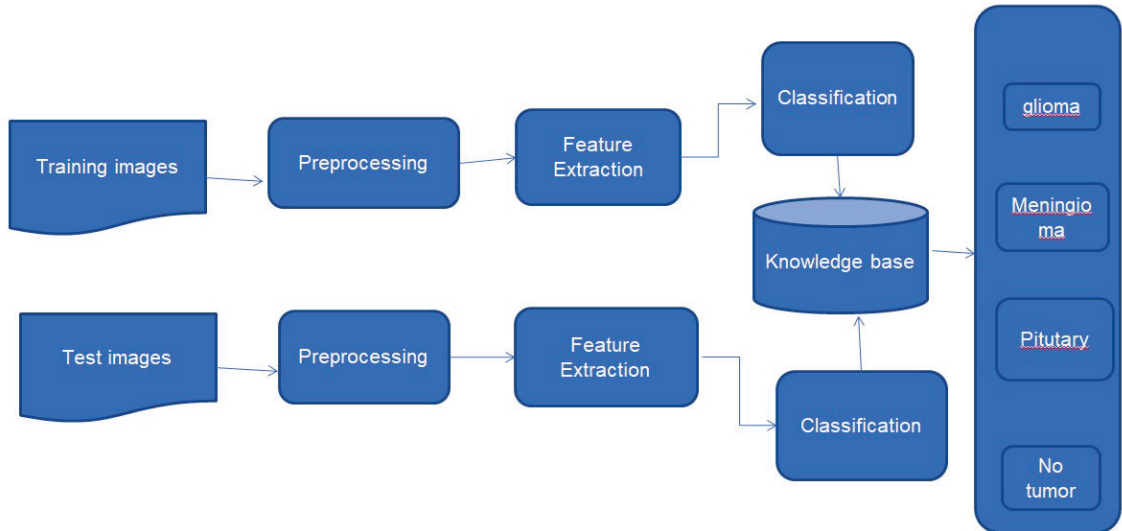 Training images
Preprocessing
Feature
Extraction
Classification
Knowledge base
Test images
Preprocessing
Feature
Extraction
Classification
glioma
Meningio
ma
Pitutary
No
tumor